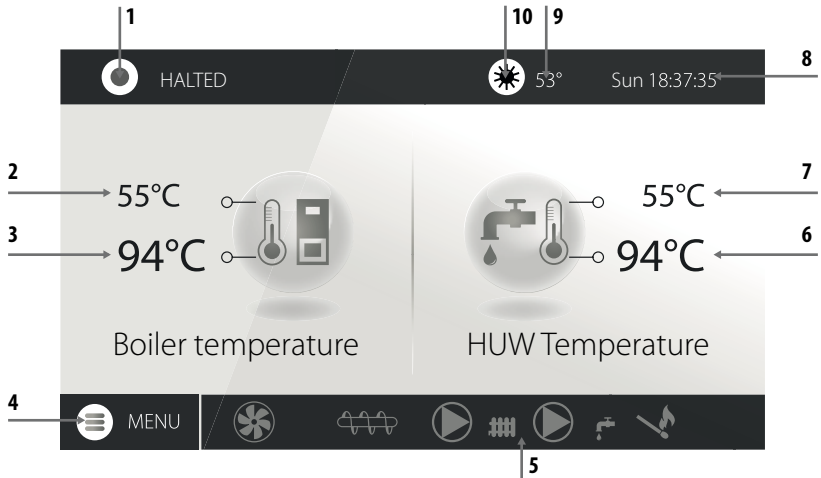 1
10 9
8
HALTED
53°
Sun 18:37:35
2
55°C
55°C
7
3
94°C
94°C
6
Boiler temperature
HUW Temperature
4
MENU
5